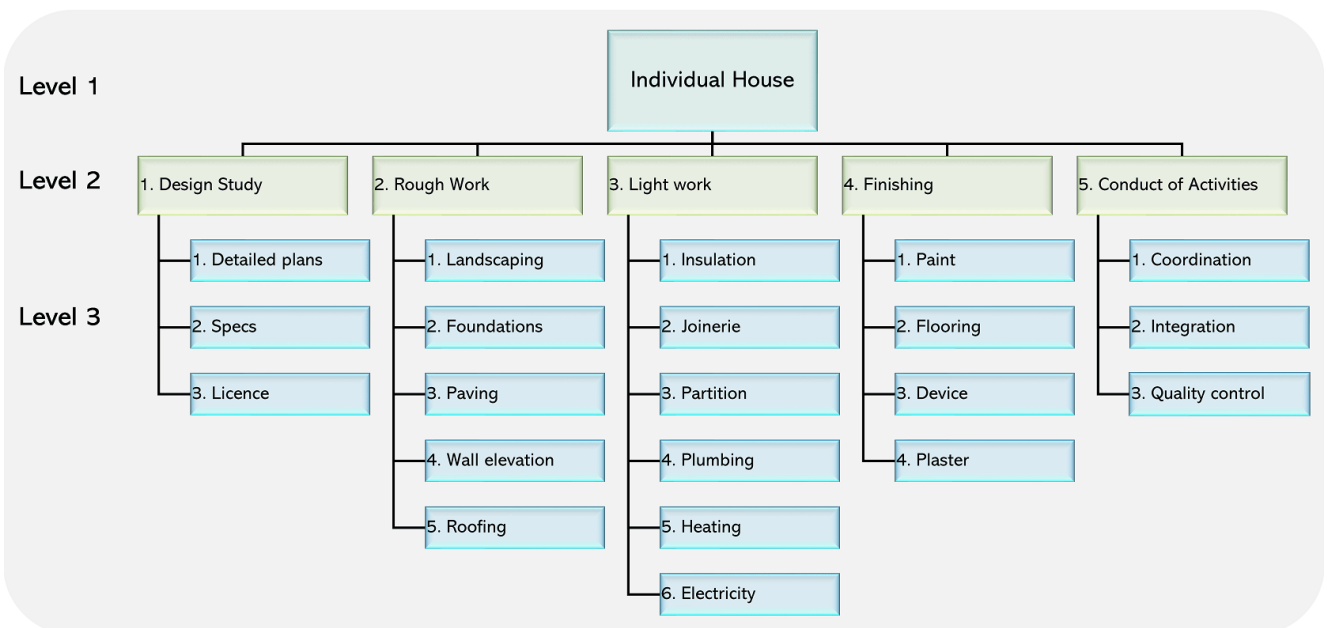 Level 1
Individual House
Level 2
1. Design Study
2. Rough Work
3. Light work
4. Finishing
5. Conduct of Activities
Level 3
1. Detailed plans
2. Specs
3. Licence
1. Landscaping
2. Foundations
3. Paving
4. Wall elevation
5. Roofing
1. Insulation
2. Joinerie
3. Partition
4. Plumbing
5. Heating
6. Electricity
1. Paint
2. Flooring
3. Device
4. Plaster
1. Coordination
2. Integration
3. Quality control